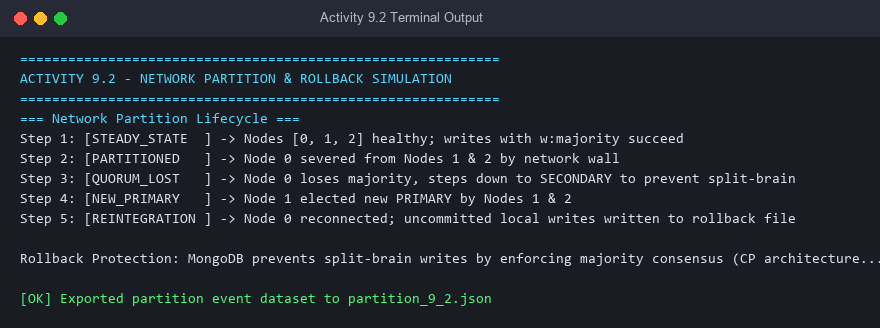 Activity 9.2 Terminal Output
============================================================
ACTIVITY 9.2 - NETWORK PARTITION & ROLLBACK SIMULATION
============================================================
=== Network Partition Lifecycle ===
Step 1: [STEADY_STATE  ] -> Nodes [0, 1, 2] healthy; writes with w:majority succeed
Step 2: [PARTITIONED   ] -> Node 0 severed from Nodes 1 & 2 by network wall
Step 3: [QUORUM_LOST   ] -> Node 0 loses majority, steps down to SECONDARY to prevent split-brain
Step 4: [NEW_PRIMARY   ] -> Node 1 elected new PRIMARY by Nodes 1 & 2
Step 5: [REINTEGRATION ] -> Node 0 reconnected; uncommitted local writes written to rollback file
Rollback Protection: MongoDB prevents split-brain writes by enforcing majority consensus (CP architecture...
[OK] Exported partition event dataset to partition_9_2.json